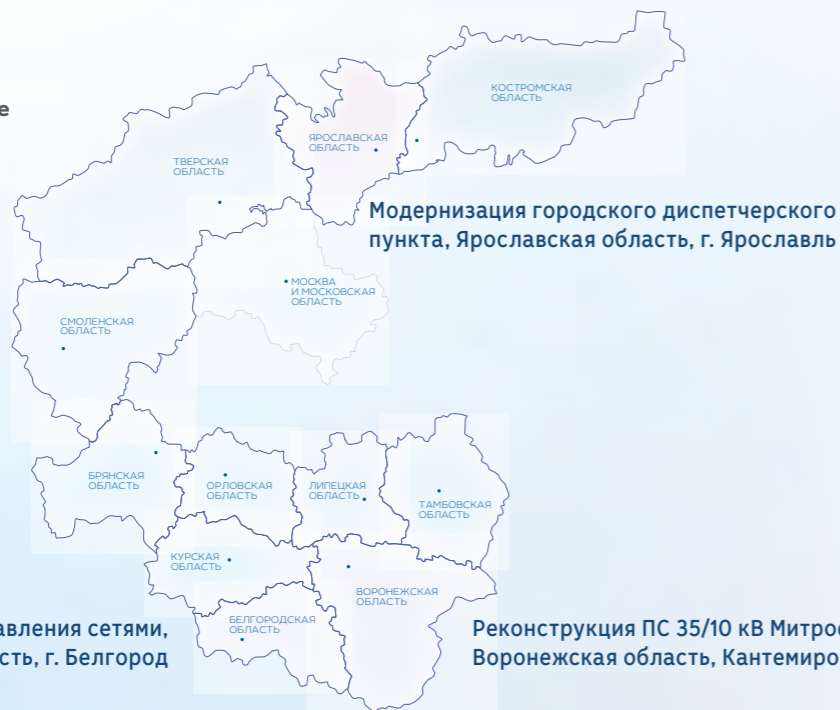 е
КОСТРОМСКАЯ
ОБЛАСТЬ
ЯРОСЛАВСКАЯ
ОБЛАСТЬ
ТВЕРСКАЯ
ОБЛАСТЬ
Модернизация городского диспетчерского
пункта, Ярославская область, г. Ярославль
МОСКВА
И МОСКОВСКАЯ
ОБЛАСТЬ
СМОЛЕНСКАЯ
ОБЛАСТЬ
БРЯНСКАЯ
ОБЛАСТЬ
ОРЛОВСКАЯ
ОБЛАСТЬ
ЛИПЕЦКАЯ
ОБЛАСТЬ
ТАМБОВСКАЯ
ОБЛАСТЬ
КУРСКАЯ
ОБЛАСТЬ
ВОРОНЕЖСКАЯ
ОБЛАСТЬ
БЕЛГОРОДСКАЯ
ОБЛАСТЬ
авления сетями,
сть, г. Белгород
Реконструкция ПС 35/10 кВ Митроф
Воронежская область, Кантемиро